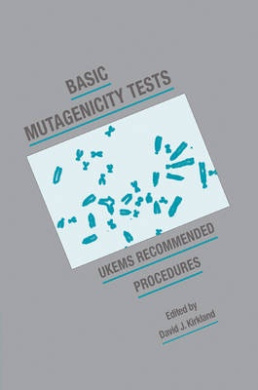 BASIC
MUTAGENICITY TESTS
UKEMS RECOMMENDED
PROCEDURES
Edited by
David J. Kirkland